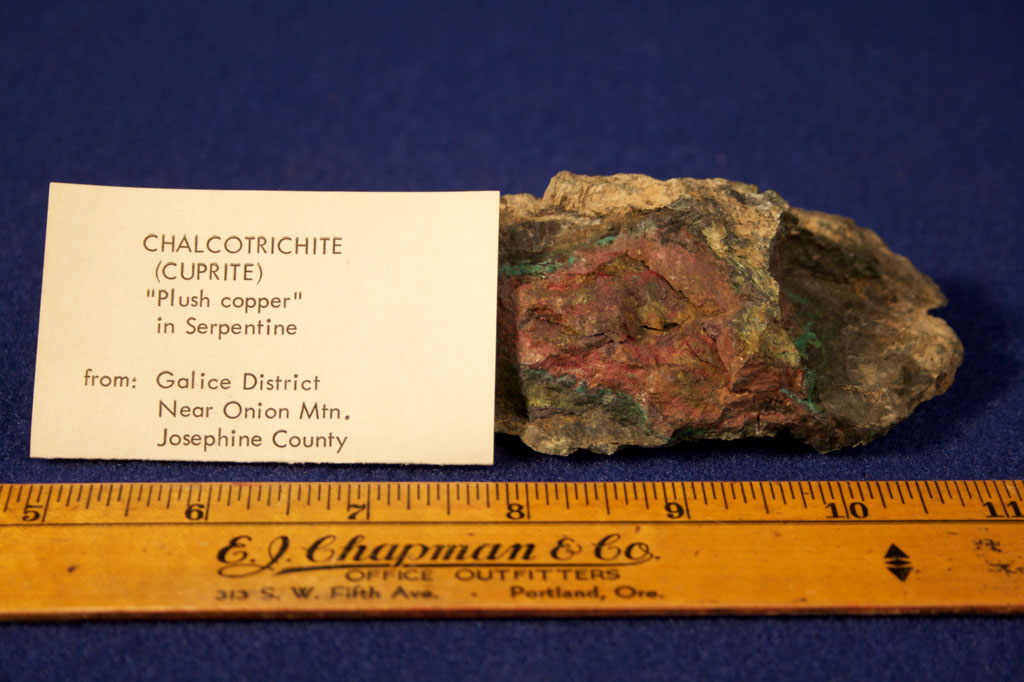 CHALCOTRICHITE
(CUPRITE)
"Plush copper"
in Serpentine
from: Galice District
Near Onion Mtn.
Josephine County
5 6 7 8 9 10 11
E. J. Chapman & Co.
OFFICE OUTFITTERS
313 S. W. Fifth Ave. · Portland, Ore.